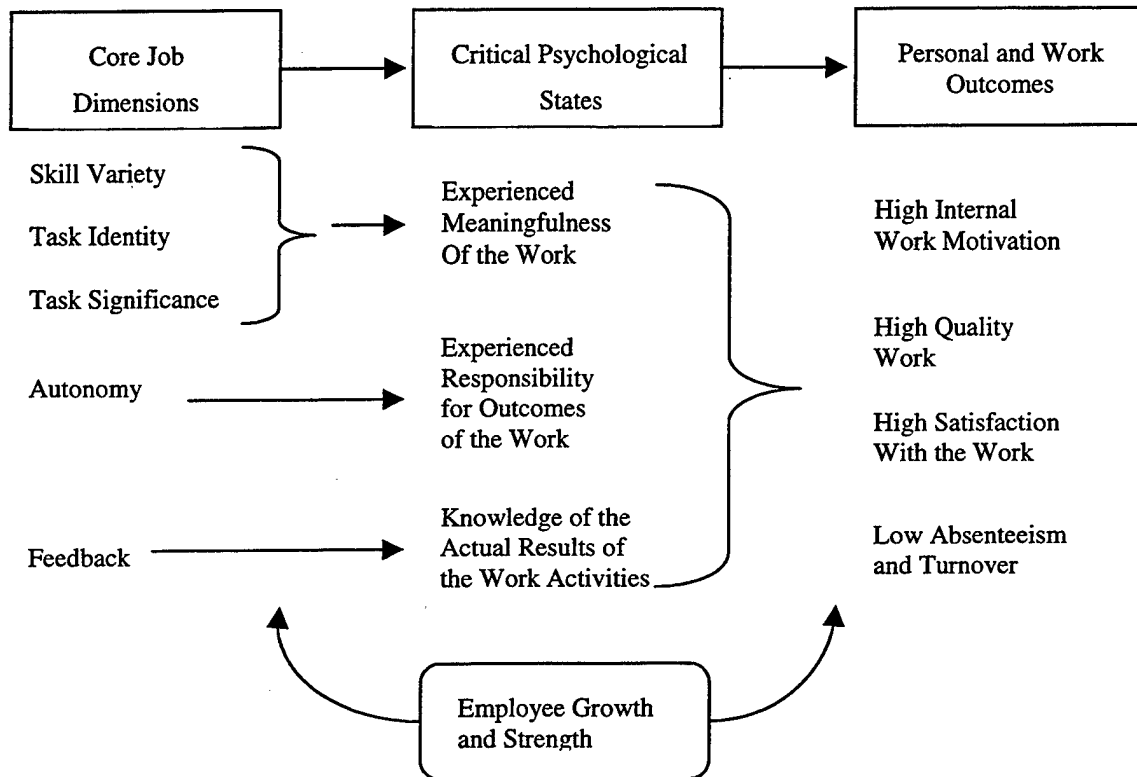 Core Job
Dimensions
Critical Psychological
States
Personal and Work
Outcomes
Skill Variety
Task Identity
Task Significance
Autonomy
Feedback
Experienced
Meaningfulness
Of the Work
Experienced
Responsibility
for Outcomes
of the Work
Knowledge of the
Actual Results of
the Work Activities
High Internal
Work Motivation
High Quality
Work
High Satisfaction
With the Work
Low Absenteeism
and Turnover
Employee Growth
and Strength